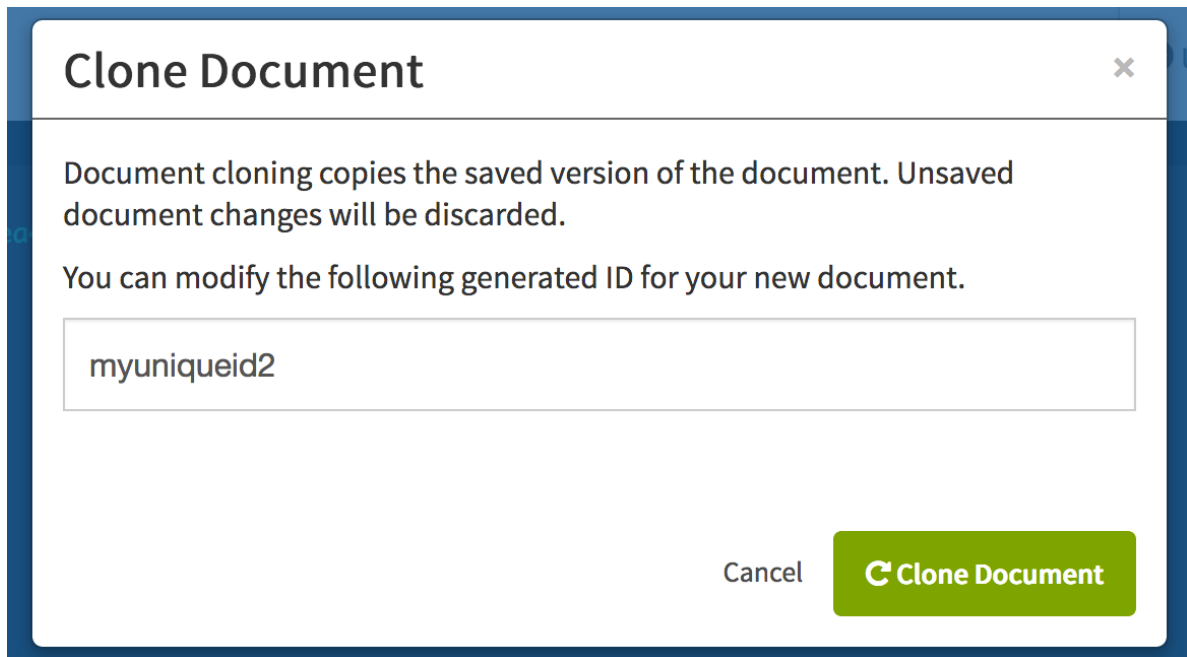 Clone Document
Document cloning copies the saved version of the document. Unsaved
document changes will be discarded.
You can modify the following generated ID for your new document.
myuniqueid2
Cancel
Clone Document